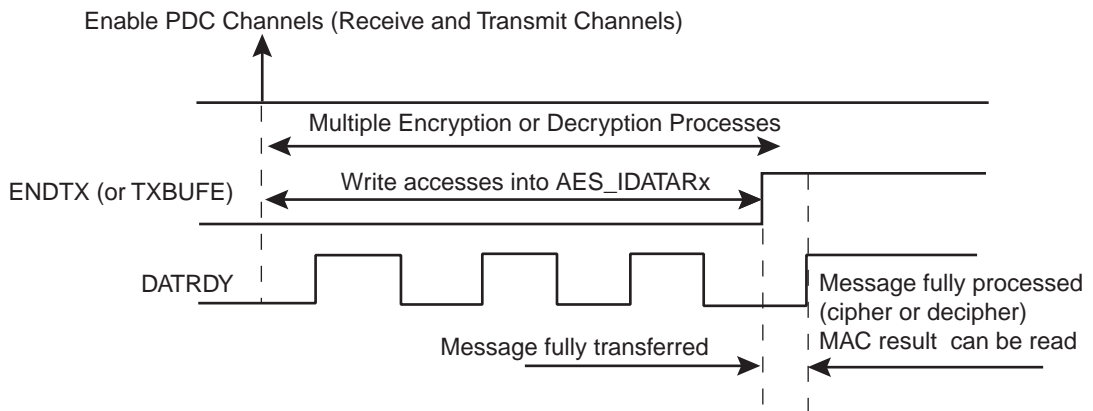 Enable PDC Channels (Receive and Transmit Channels)
Multiple Encryption or Decryption Processes
ENDTX (or TXBUFE)
Write accesses into AES_IDATARx
DATRDY
Message fully processed
(cipher or decipher)
MAC result can be read
Message fully transferred